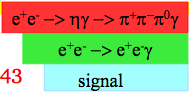 e⁺e⁻ –> ηγ –> π⁺π⁻π⁰γ
e⁺e⁻ –> e⁺e⁻γ
43 signal